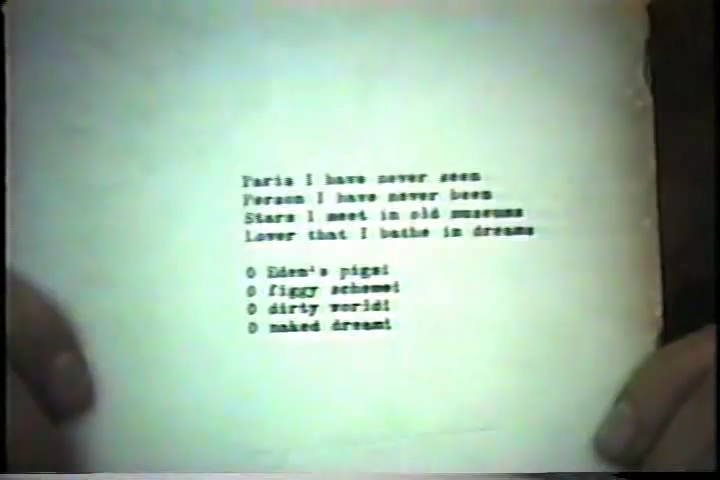 Paris I have never seen
Person I have never been
Stars I meet in old museums
Lover that I bathe in dreams
O Eden's pigs!
O figgy scheme!
O dirty world!
O naked dream!